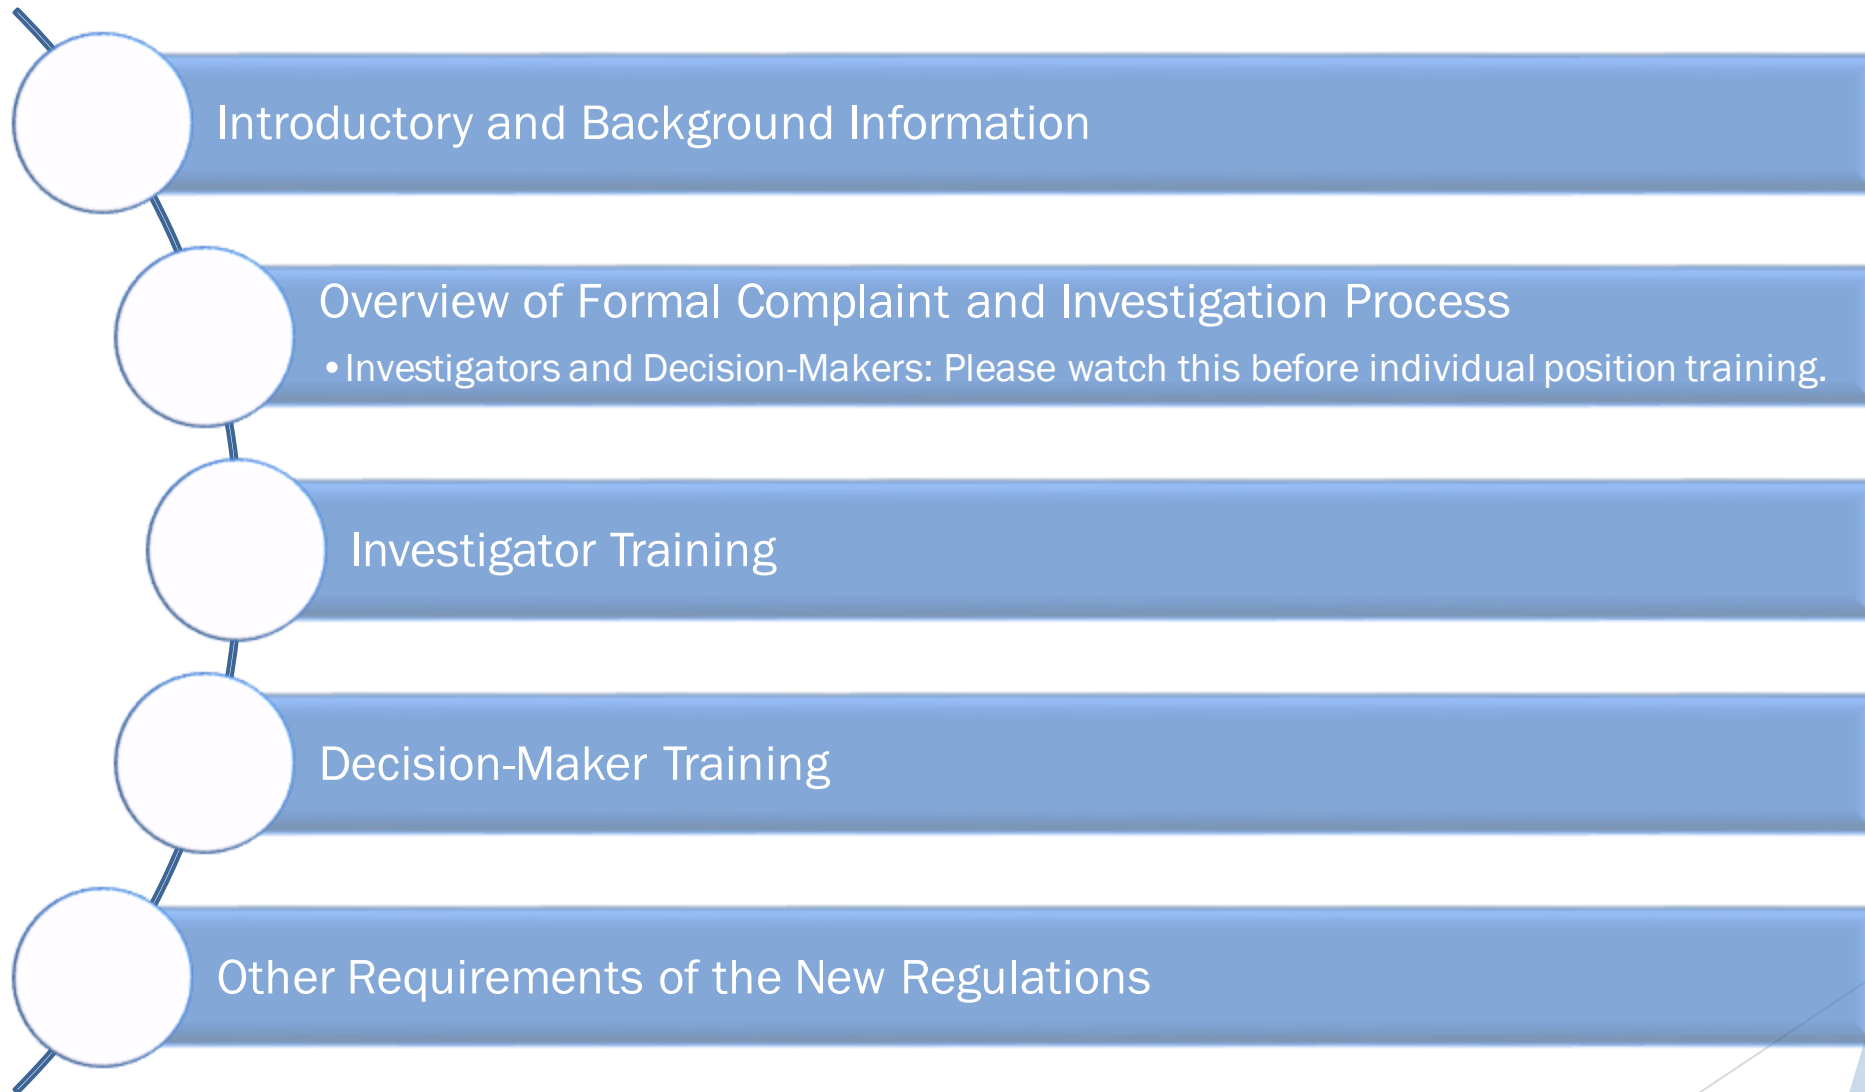 Introductory and Background Information
Overview of Formal Complaint and Investigation Process
•Investigators and Decision-Makers: Please watch this before individual position training.
Investigator Training
Decision-Maker Training
Other Requirements of the New Regulations